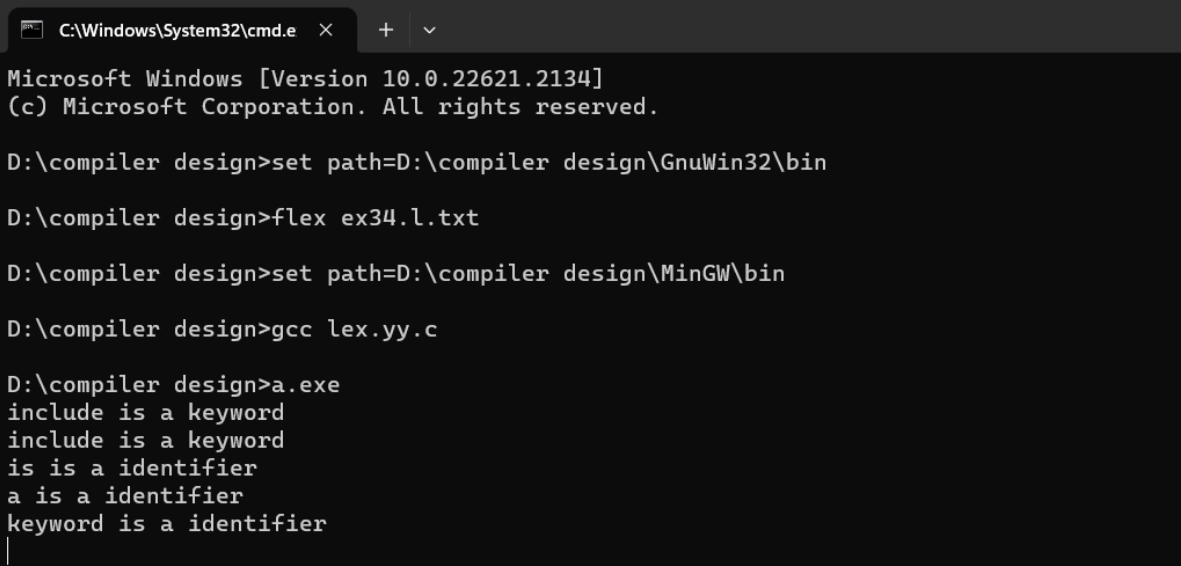 C:\Windows\System32\cmd.e
Microsoft Windows [Version 10.0.22621.2134]
(c) Microsoft Corporation. All rights reserved.
D:\compiler design>set path=D:\compiler design\GnuWin32\bin
D:\compiler design>flex ex34.l.txt
D:\compiler design>set path=D:\compiler design\MinGW\bin
D:\compiler design>gcc lex.yy.c
D:\compiler design>a.exe
include is a keyword
include is a keyword
is is a identifier
a is a identifier
keyword is a identifier